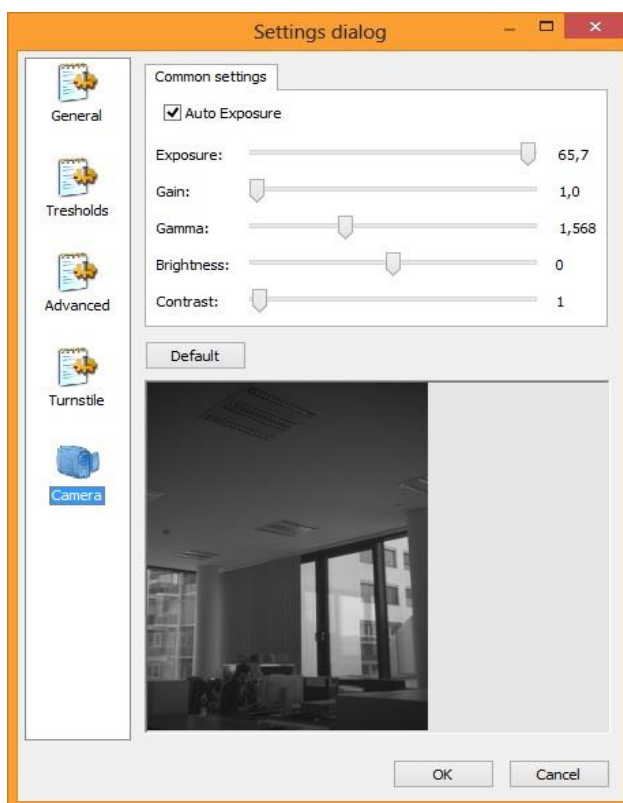 Settings dialog
General
Tresholds
Advanced
Turnstile
Camera
Common settings
Auto Exposure
Exposure: 65,7
Gain: 1,0
Gamma: 1,568
Brightness: 0
Contrast: 1
Default
OK Cancel